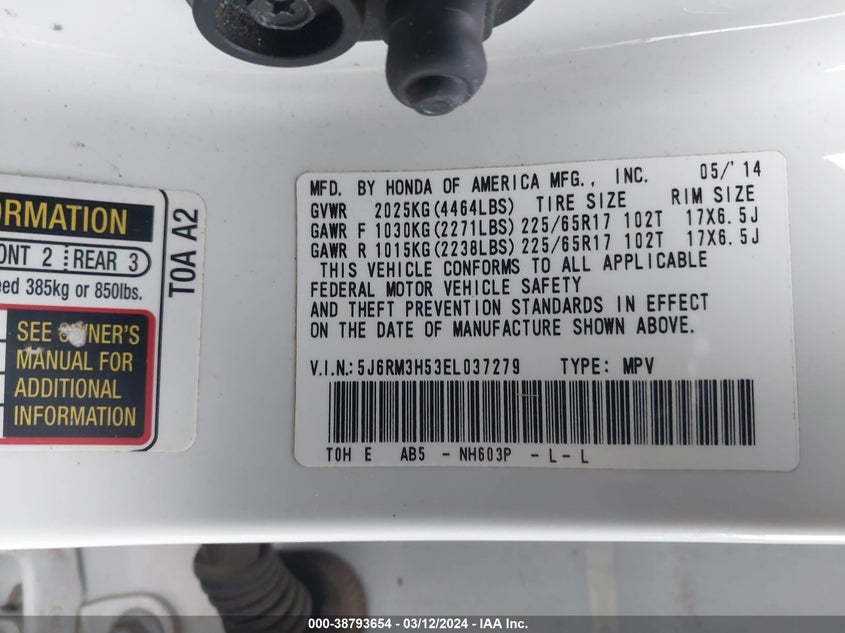 ORMATION
ONT 2 REAR 3
eed 385kg or 850lbs.
SEE OWNER'S
MANUAL FOR
ADDITIONAL
INFORMATION
T0A A2
MFD. BY HONDA OF AMERICA MFG., INC. 05/'14
GVWR 2025KG(4464LBS) TIRE SIZE RIM SIZE
GAWR F 1030KG(2271LBS) 225/65R17 102T 17X6.5J
GAWR R 1015KG(2238LBS) 225/65R17 102T 17X6.5J
THIS VEHICLE CONFORMS TO ALL APPLICABLE
FEDERAL MOTOR VEHICLE SAFETY
AND THEFT PREVENTION STANDARDS IN EFFECT
ON THE DATE OF MANUFACTURE SHOWN ABOVE.
V.I.N.:5J6RM3H53EL037279 TYPE: MPV
T0H E AB5 - NH603P - L - L
000-38793654 - 03/12/2024 - IAA Inc.